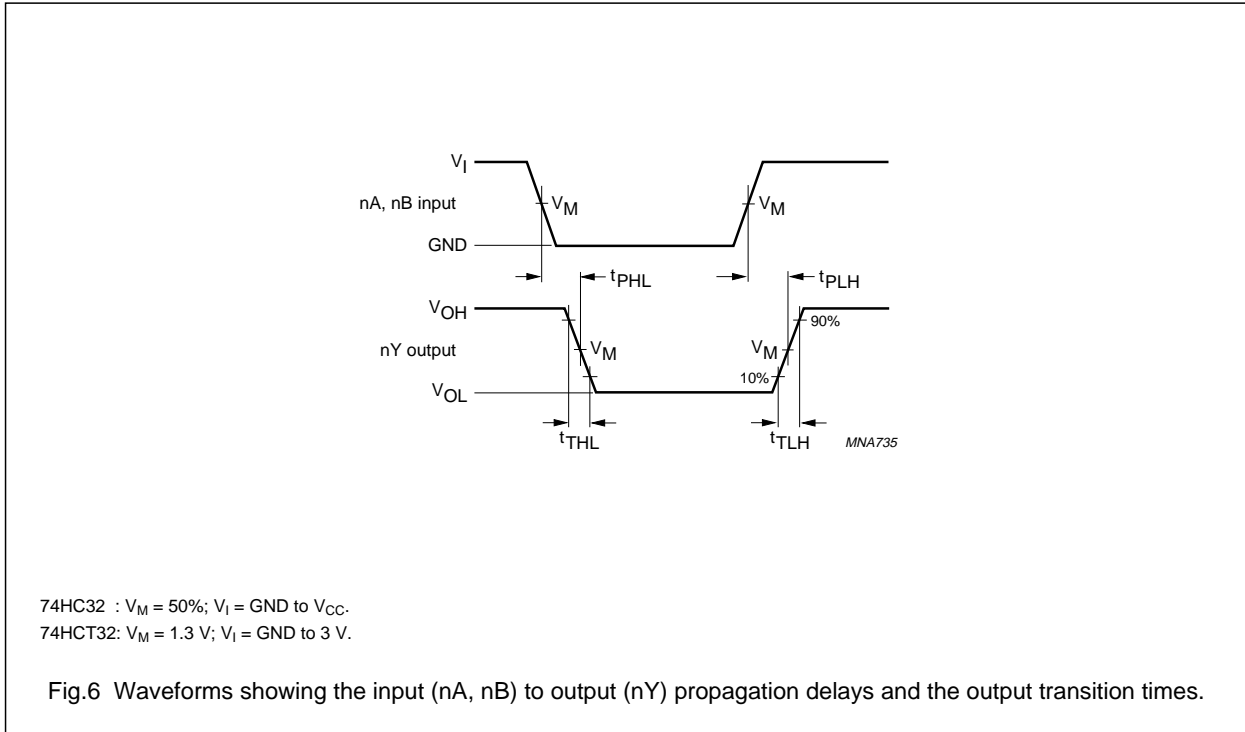 VI
nA, nB input
VM
VM
GND
tPHL
tPLH
VOH
90%
nY output
VM
VM
10%
VOL
tTHL
tTLH
MNA735
74HC32 : VM = 50%; VI = GND to VCC.
74HCT32: VM = 1.3 V; VI = GND to 3 V.
Fig.6 Waveforms showing the input (nA, nB) to output (nY) propagation delays and the output transition times.